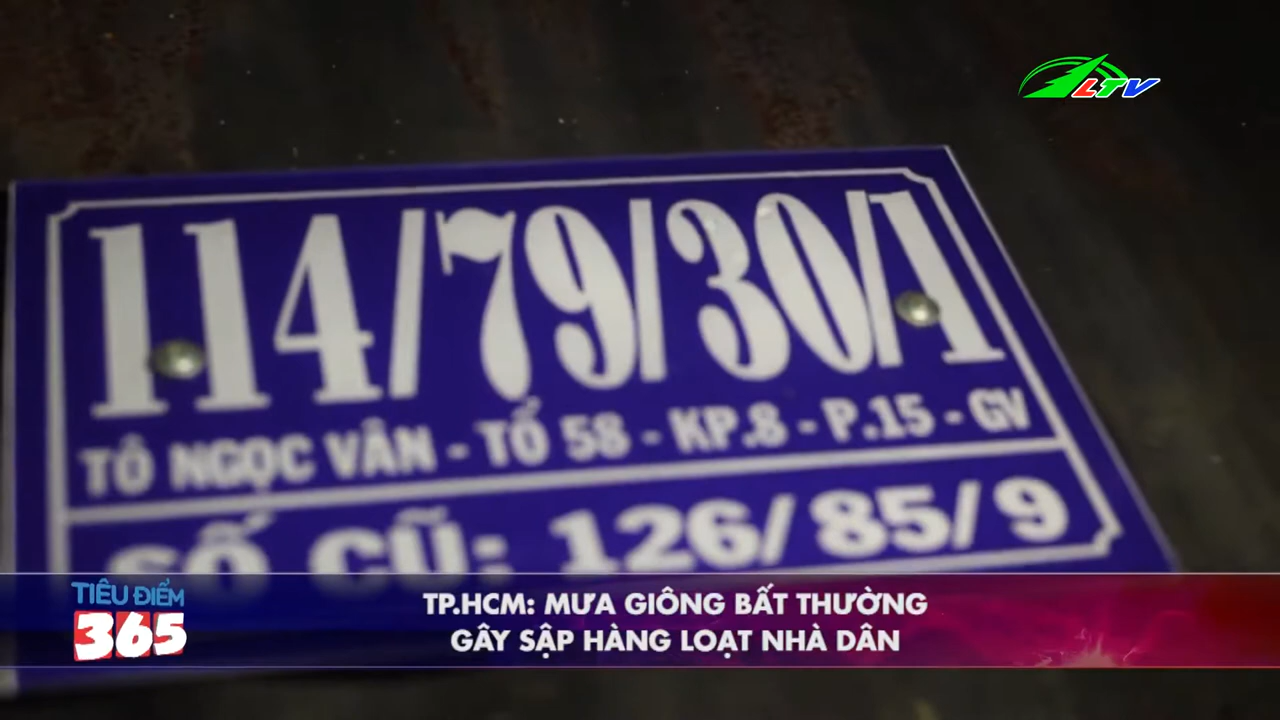 LTV
114/79/30/1
TÔ NGỌC VÂN - TỔ 58 - KP.8 - P.15 - GV
SỐ CŨ: 126/85/9
TIÊU ĐIỂM
365
TP.HCM: MƯA GIÔNG BẤT THƯỜNG
GÂY SẬP HÀNG LOẠT NHÀ DÂN